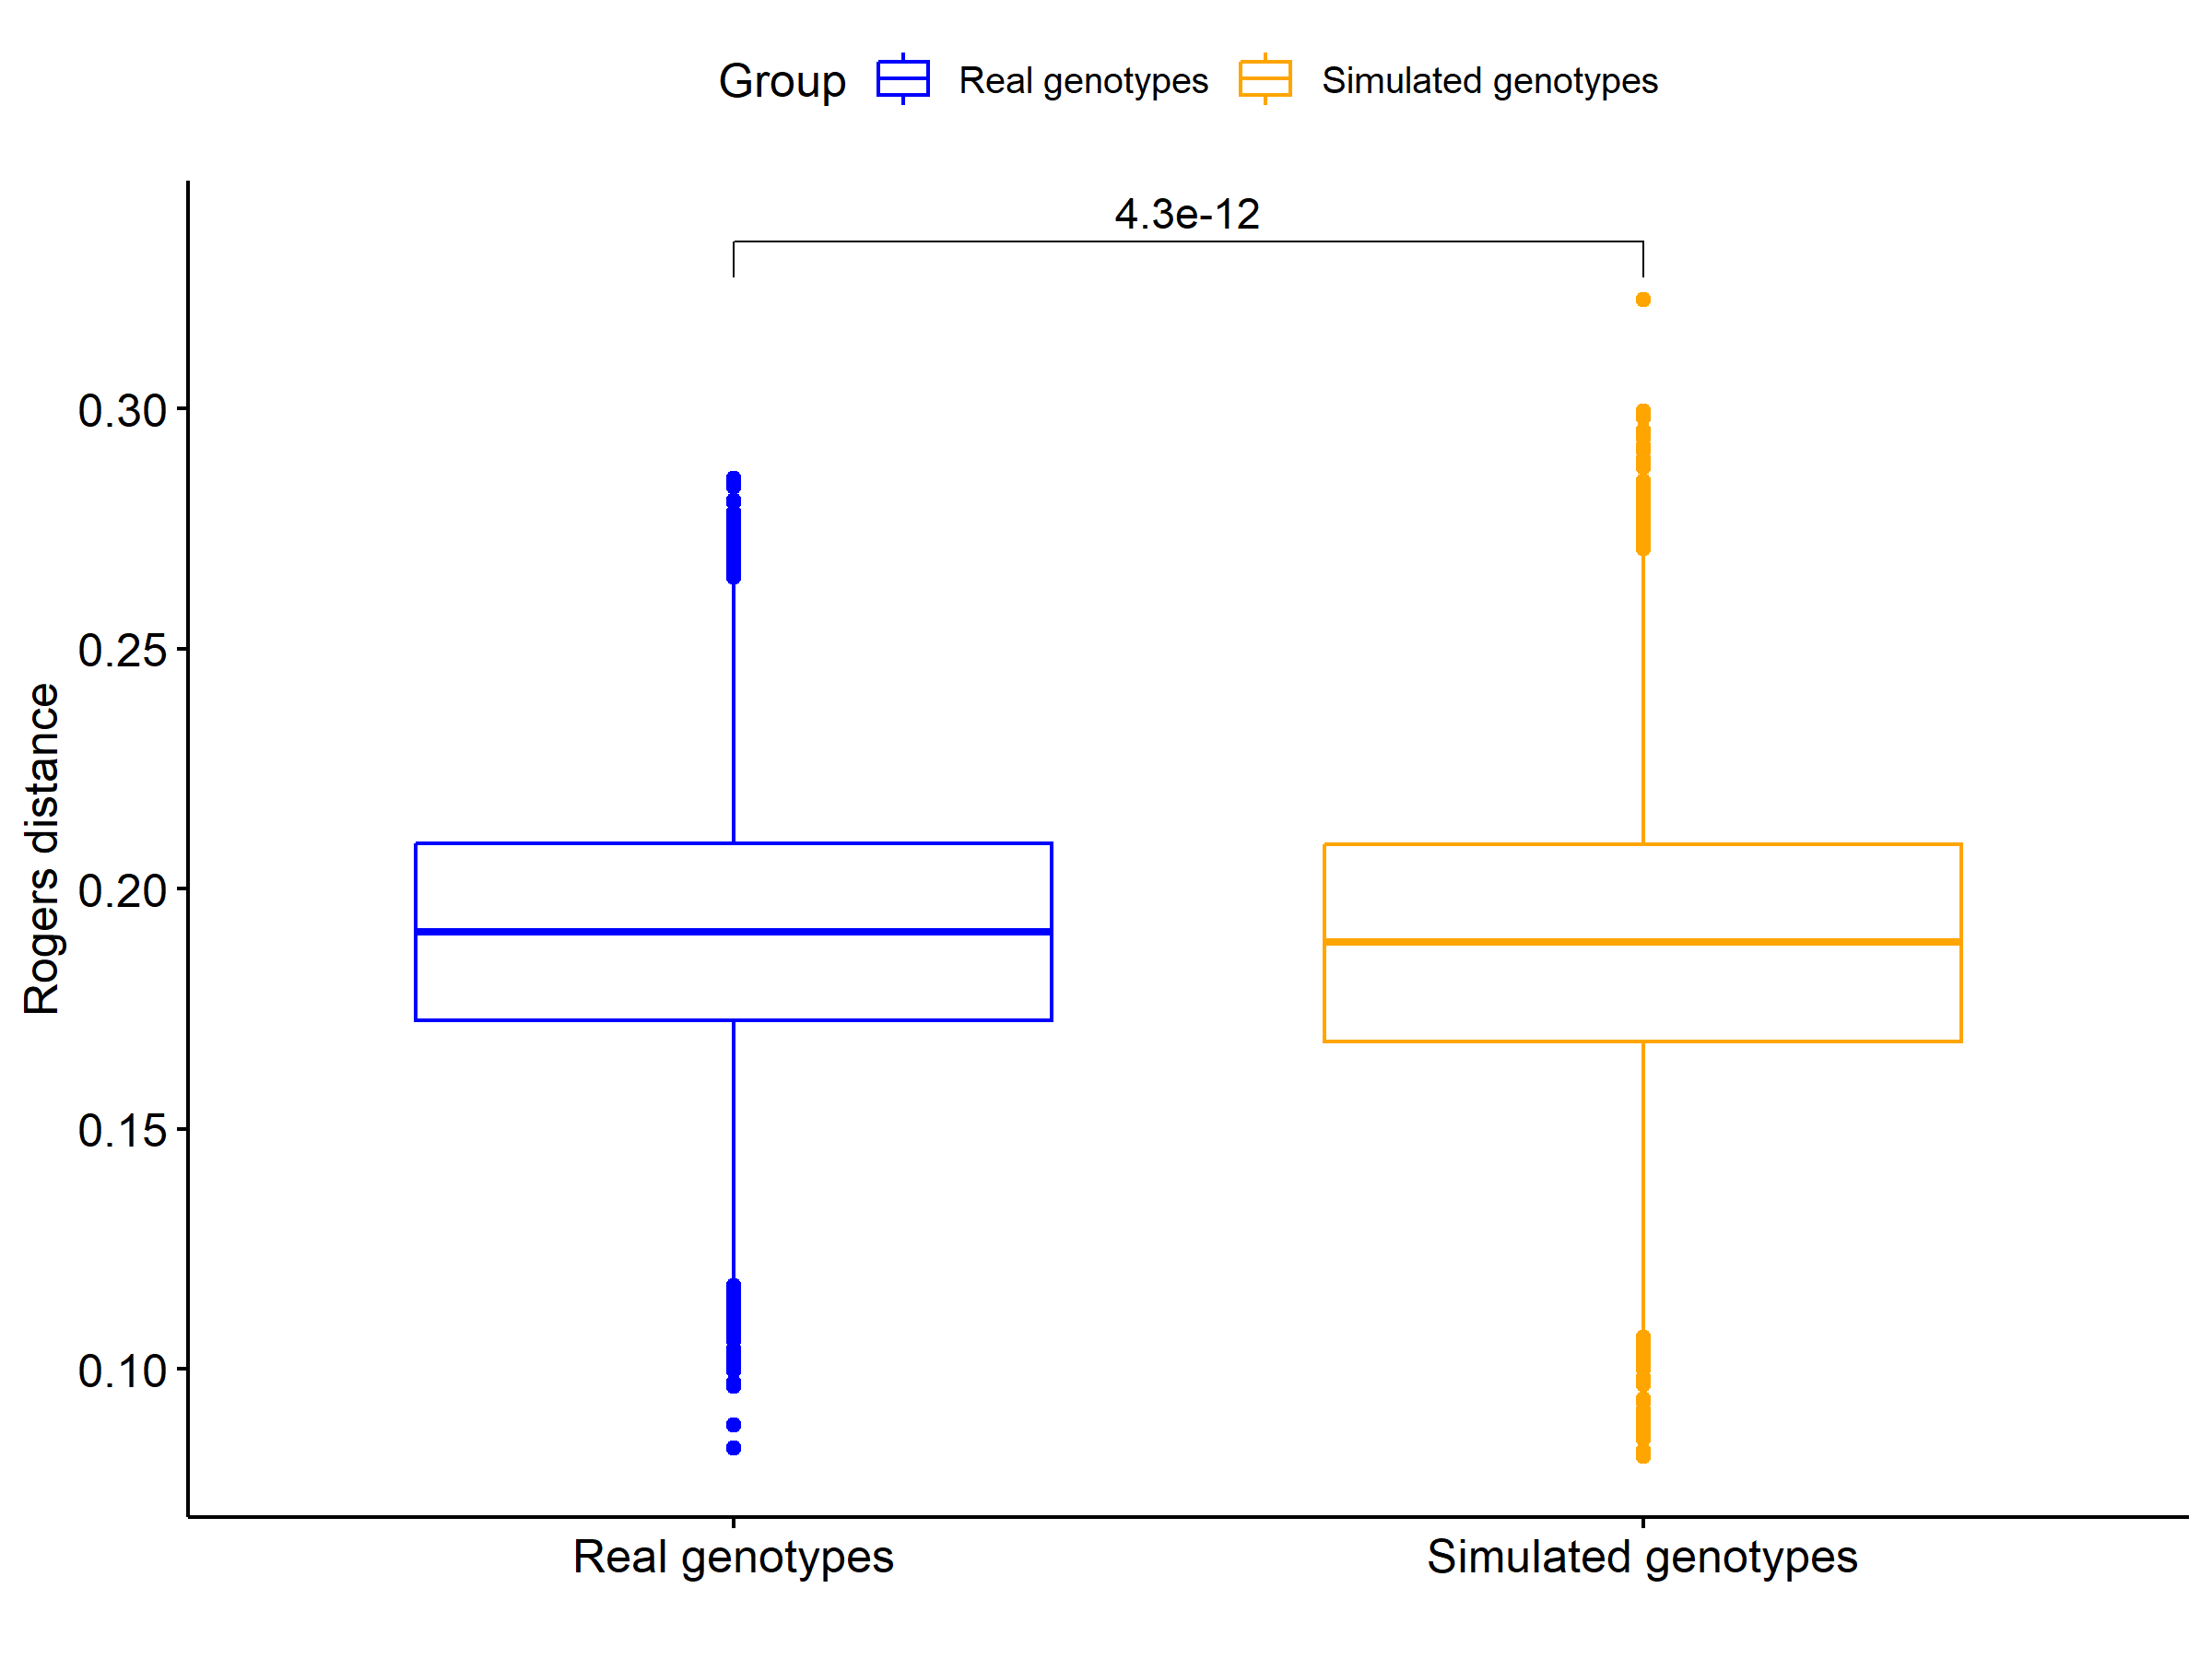 Group Real genotypes Simulated genotypes
4.3e-12
0.30
0.25
0.20
0.15
0.10
Rogers distance
Real genotypes Simulated genotypes